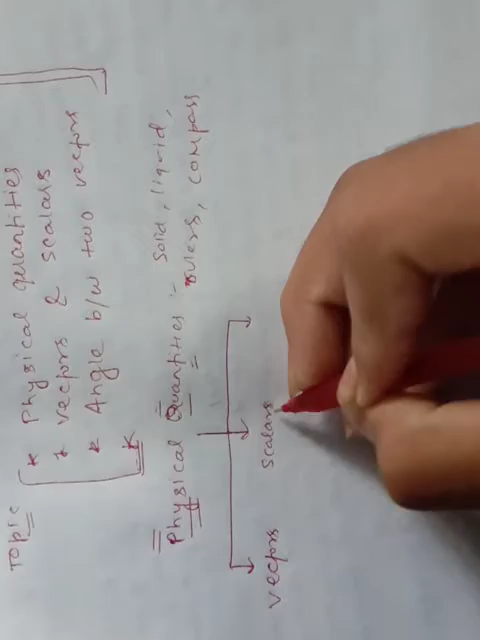 Topic
* Physical quantities
* vectors & scalars
* Angle b/w two vectors
*
Physical Quantities :- Solid, liquid,
rulers, compass
vectors scalars